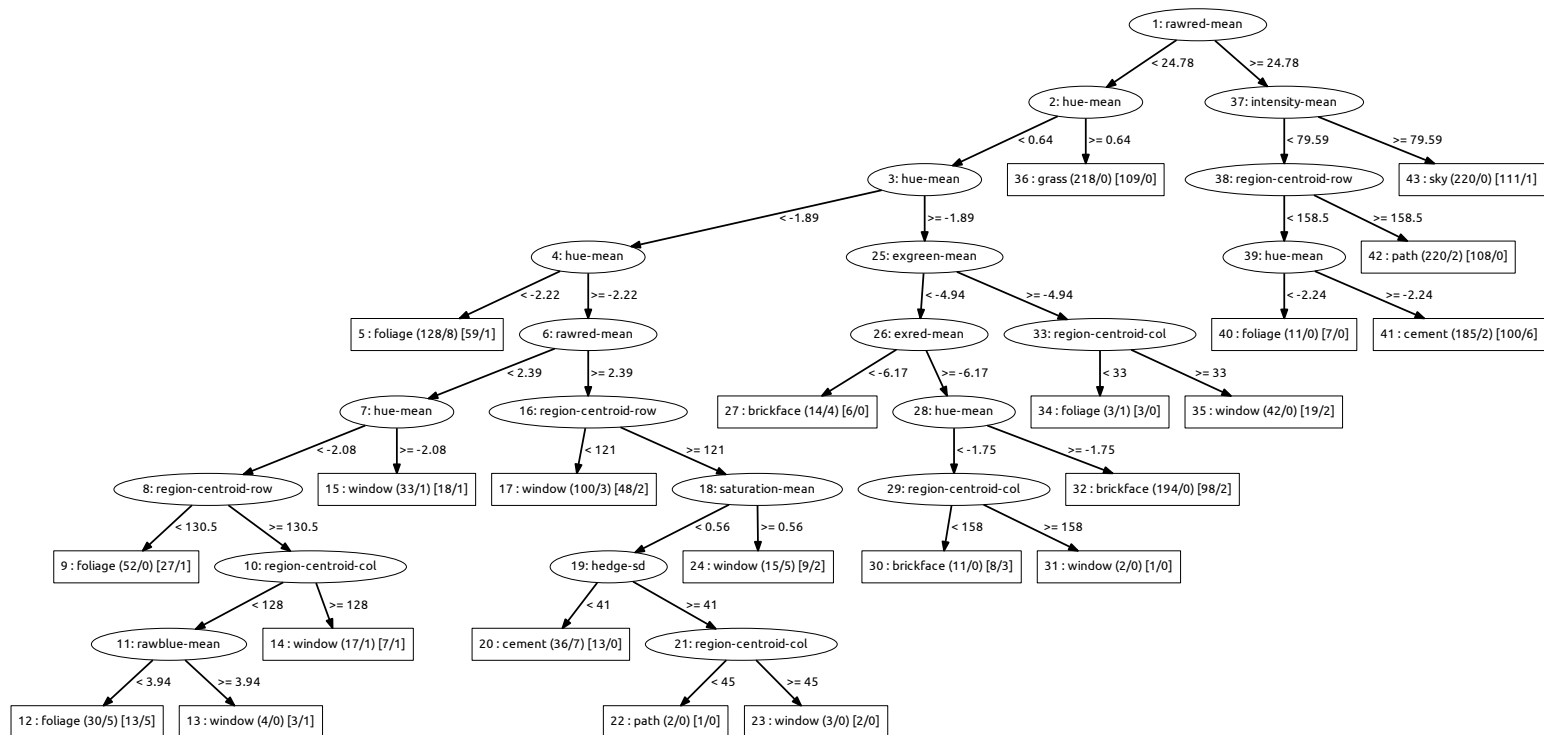 1: rawred-mean
< 24.78
>= 24.78
2: hue-mean
37: intensity-mean
< 0.64
>= 0.64
< 79.59
>= 79.59
3: hue-mean
36 : grass (218/0) [109/0]
38: region-centroid-row
43 : sky (220/0) [111/1]
< -1.89
>= -1.89
< 158.5
>= 158.5
4: hue-mean
25: exgreen-mean
39: hue-mean
42 : path (220/2) [108/0]
< -2.22
>= -2.22
< -4.94
>= -4.94
< -2.24
>= -2.24
5 : foliage (128/8) [59/1]
6: rawred-mean
26: exred-mean
33: region-centroid-col
40 : foliage (11/0) [7/0]
41 : cement (185/2) [100/6]
< 2.39
>= 2.39
< -6.17
>= -6.17
< 33
>= 33
7: hue-mean
16: region-centroid-row
27 : brickface (14/4) [6/0]
28: hue-mean
34 : foliage (3/1) [3/0]
35 : window (42/0) [19/2]
< -2.08
>= -2.08
< 121
>= 121
< -1.75
>= -1.75
8: region-centroid-row
15 : window (33/1) [18/1]
17 : window (100/3) [48/2]
18: saturation-mean
29: region-centroid-col
32 : brickface (194/0) [98/2]
< 130.5
>= 130.5
< 0.56
>= 0.56
< 158
>= 158
9 : foliage (52/0) [27/1]
10: region-centroid-col
19: hedge-sd
24 : window (15/5) [9/2]
30 : brickface (11/0) [8/3]
31 : window (2/0) [1/0]
< 128
>= 128
< 41
>= 41
11: rawblue-mean
14 : window (17/1) [7/1]
20 : cement (36/7) [13/0]
21: region-centroid-col
< 3.94
>= 3.94
< 45
>= 45
12 : foliage (30/5) [13/5]
13 : window (4/0) [3/1]
22 : path (2/0) [1/0]
23 : window (3/0) [2/0]